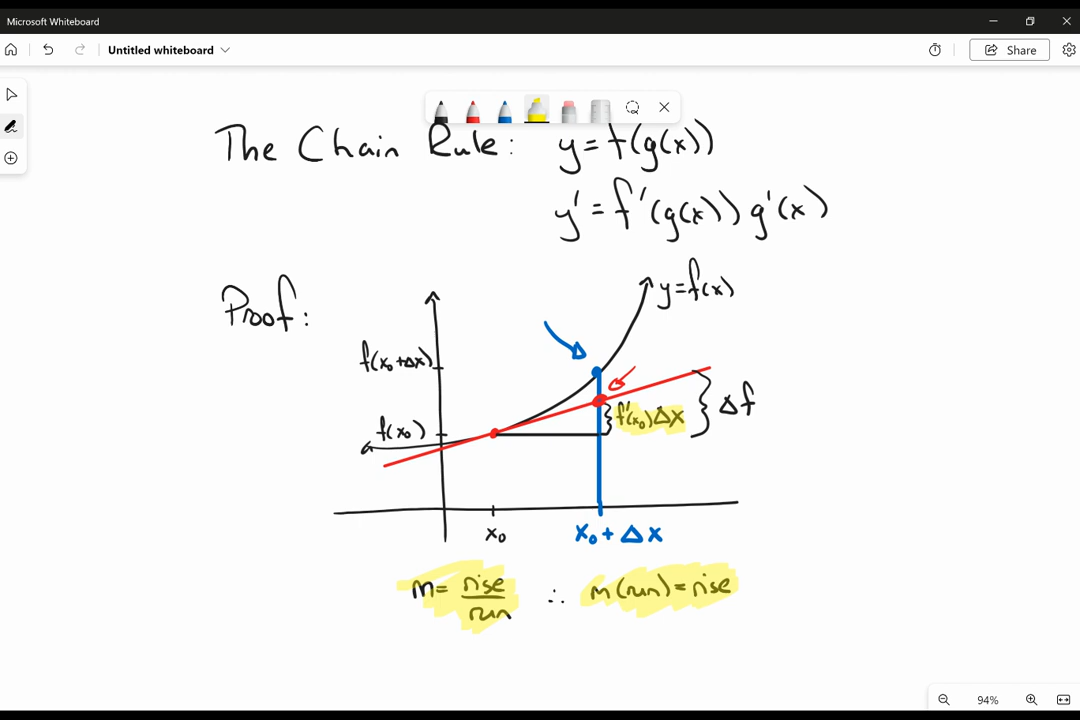 Microsoft Whiteboard
Untitled whiteboard
Share
The Chain Rule: y=f(g(x))
y'=f'(g(x))g'(x)
Proof:
y=f(x)
f(x₀+Δx)
f(x₀)
f'(x₀)Δx
Δf
x₀
x₀+Δx
m= rise/run ∴ m(run)=rise
94%